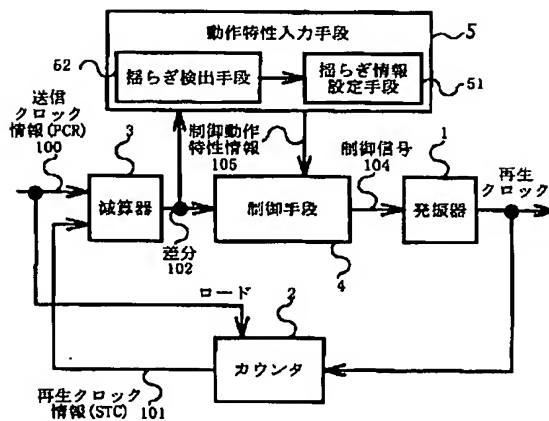 動作特性入力手段
5
52
揺らぎ検出手段
揺らぎ情報
設定手段
51
送信
クロック
情報(PCR)
100
3
減算器
差分
102
制御動作
特性情報
105
制御手段
4
制御信号
104
1
発振器
再生
クロック
ロード
2
カウンタ
再生クロック
情報(STC)
101